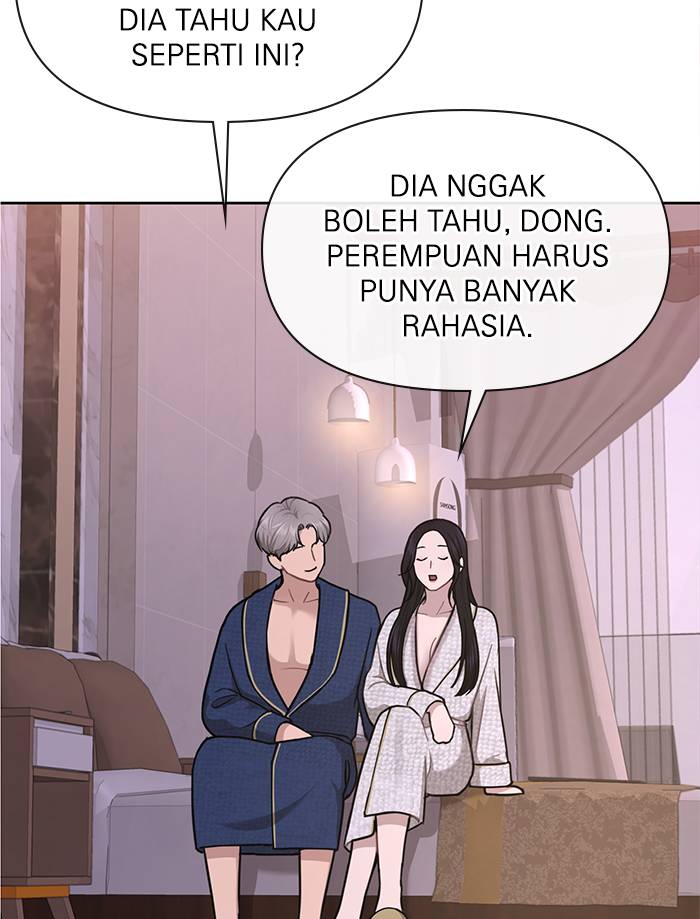 DIA TAHU KAU
SEPERTI INI?
DIA NGGAK
BOLEH TAHU, DONG.
PEREMPUAN HARUS
PUNYA BANYAK
RAHASIA.